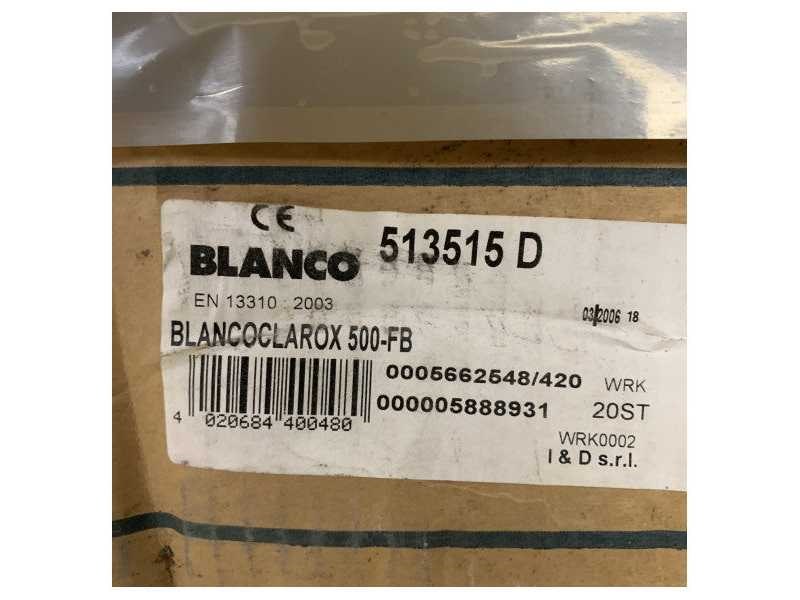 CE
BLANCO 513515 D
EN 13310 : 2003
03/2006 18
BLANCOCLAROX 500-FB
0005662548/420 WRK
000005888931 20ST
4 020684 400480
WRK0002
I & D s.r.l.